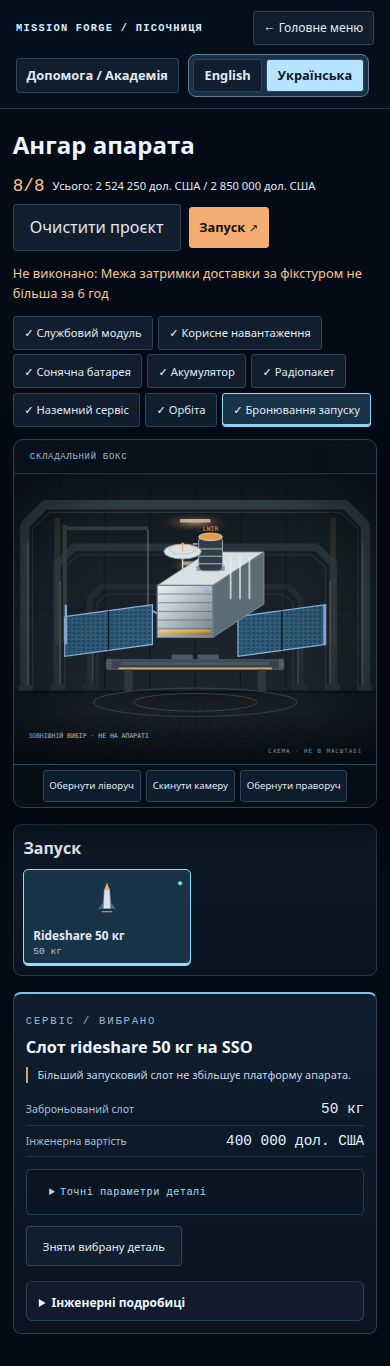 MISSION FORGE / ПІСОЧНИЦЯ
← Головне меню
Допомога / Академія
English
Українська
Ангар апарата
8/8 Усього: 2 524 250 дол. США / 2 850 000 дол. США
Очистити проєкт
Запуск ↗
Не виконано: Межа затримки доставки за фікстуром не
більша за 6 год
✓ Службовий модуль
✓ Корисне навантаження
✓ Сонячна батарея
✓ Акумулятор
✓ Радіопакет
✓ Наземний сервіс
✓ Орбіта
✓ Бронювання запуску
СКЛАДАЛЬНИЙ БОКС
LWIR
ЗОВНІШНІЙ ВИБІР · НЕ НА АПАРАТІ
СХЕМА · НЕ В МАСШТАБІ
Обернути ліворуч
Скинути камеру
Обернути праворуч
Запуск
Rideshare 50 кг
50 кг
СЕРВІС / ВИБРАНО
Слот rideshare 50 кг на SSO
Більший запусковий слот не збільшує платформу апарата.
Заброньований слот 50 кг
Інженерна вартість 400 000 дол. США
▶ Точні параметри деталі
Зняти вибрану деталь
▶ Інженерні подробиці